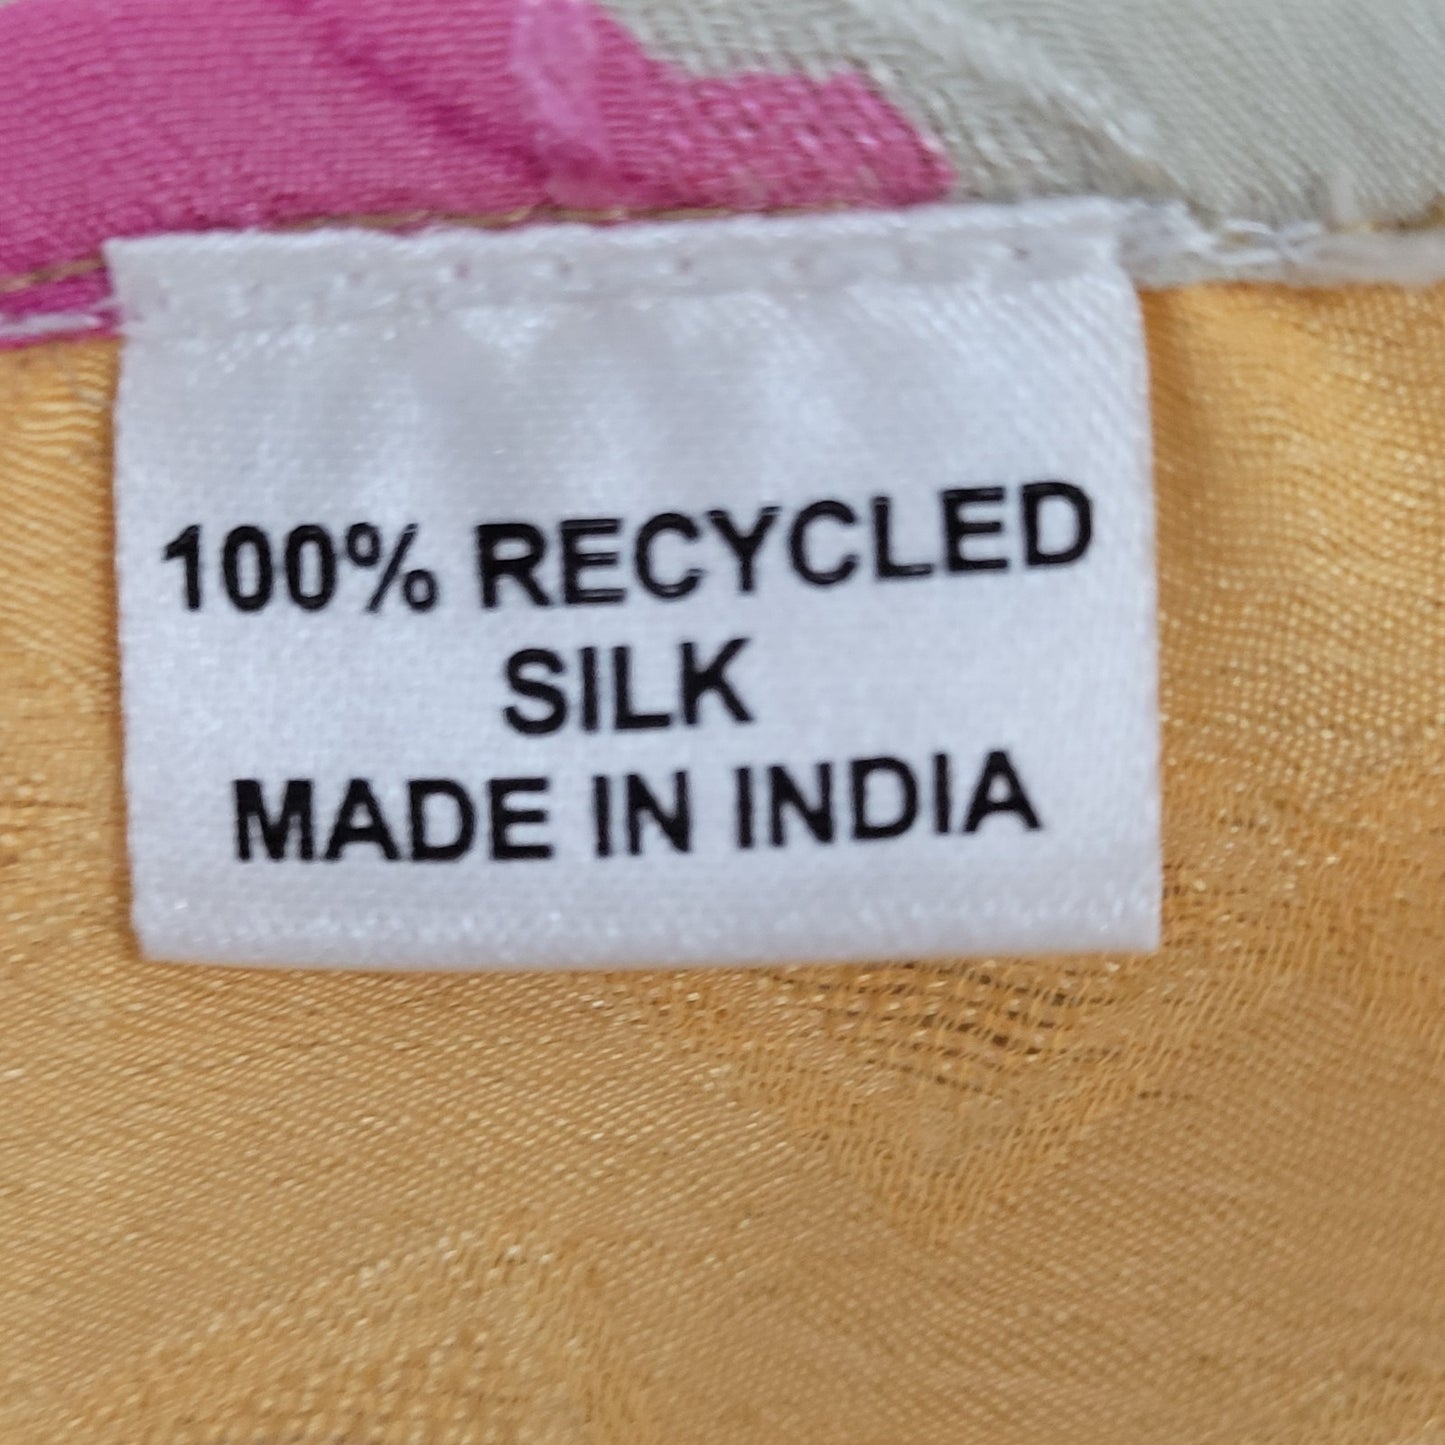 100% RECYCLED
SILK
MADE IN INDIA